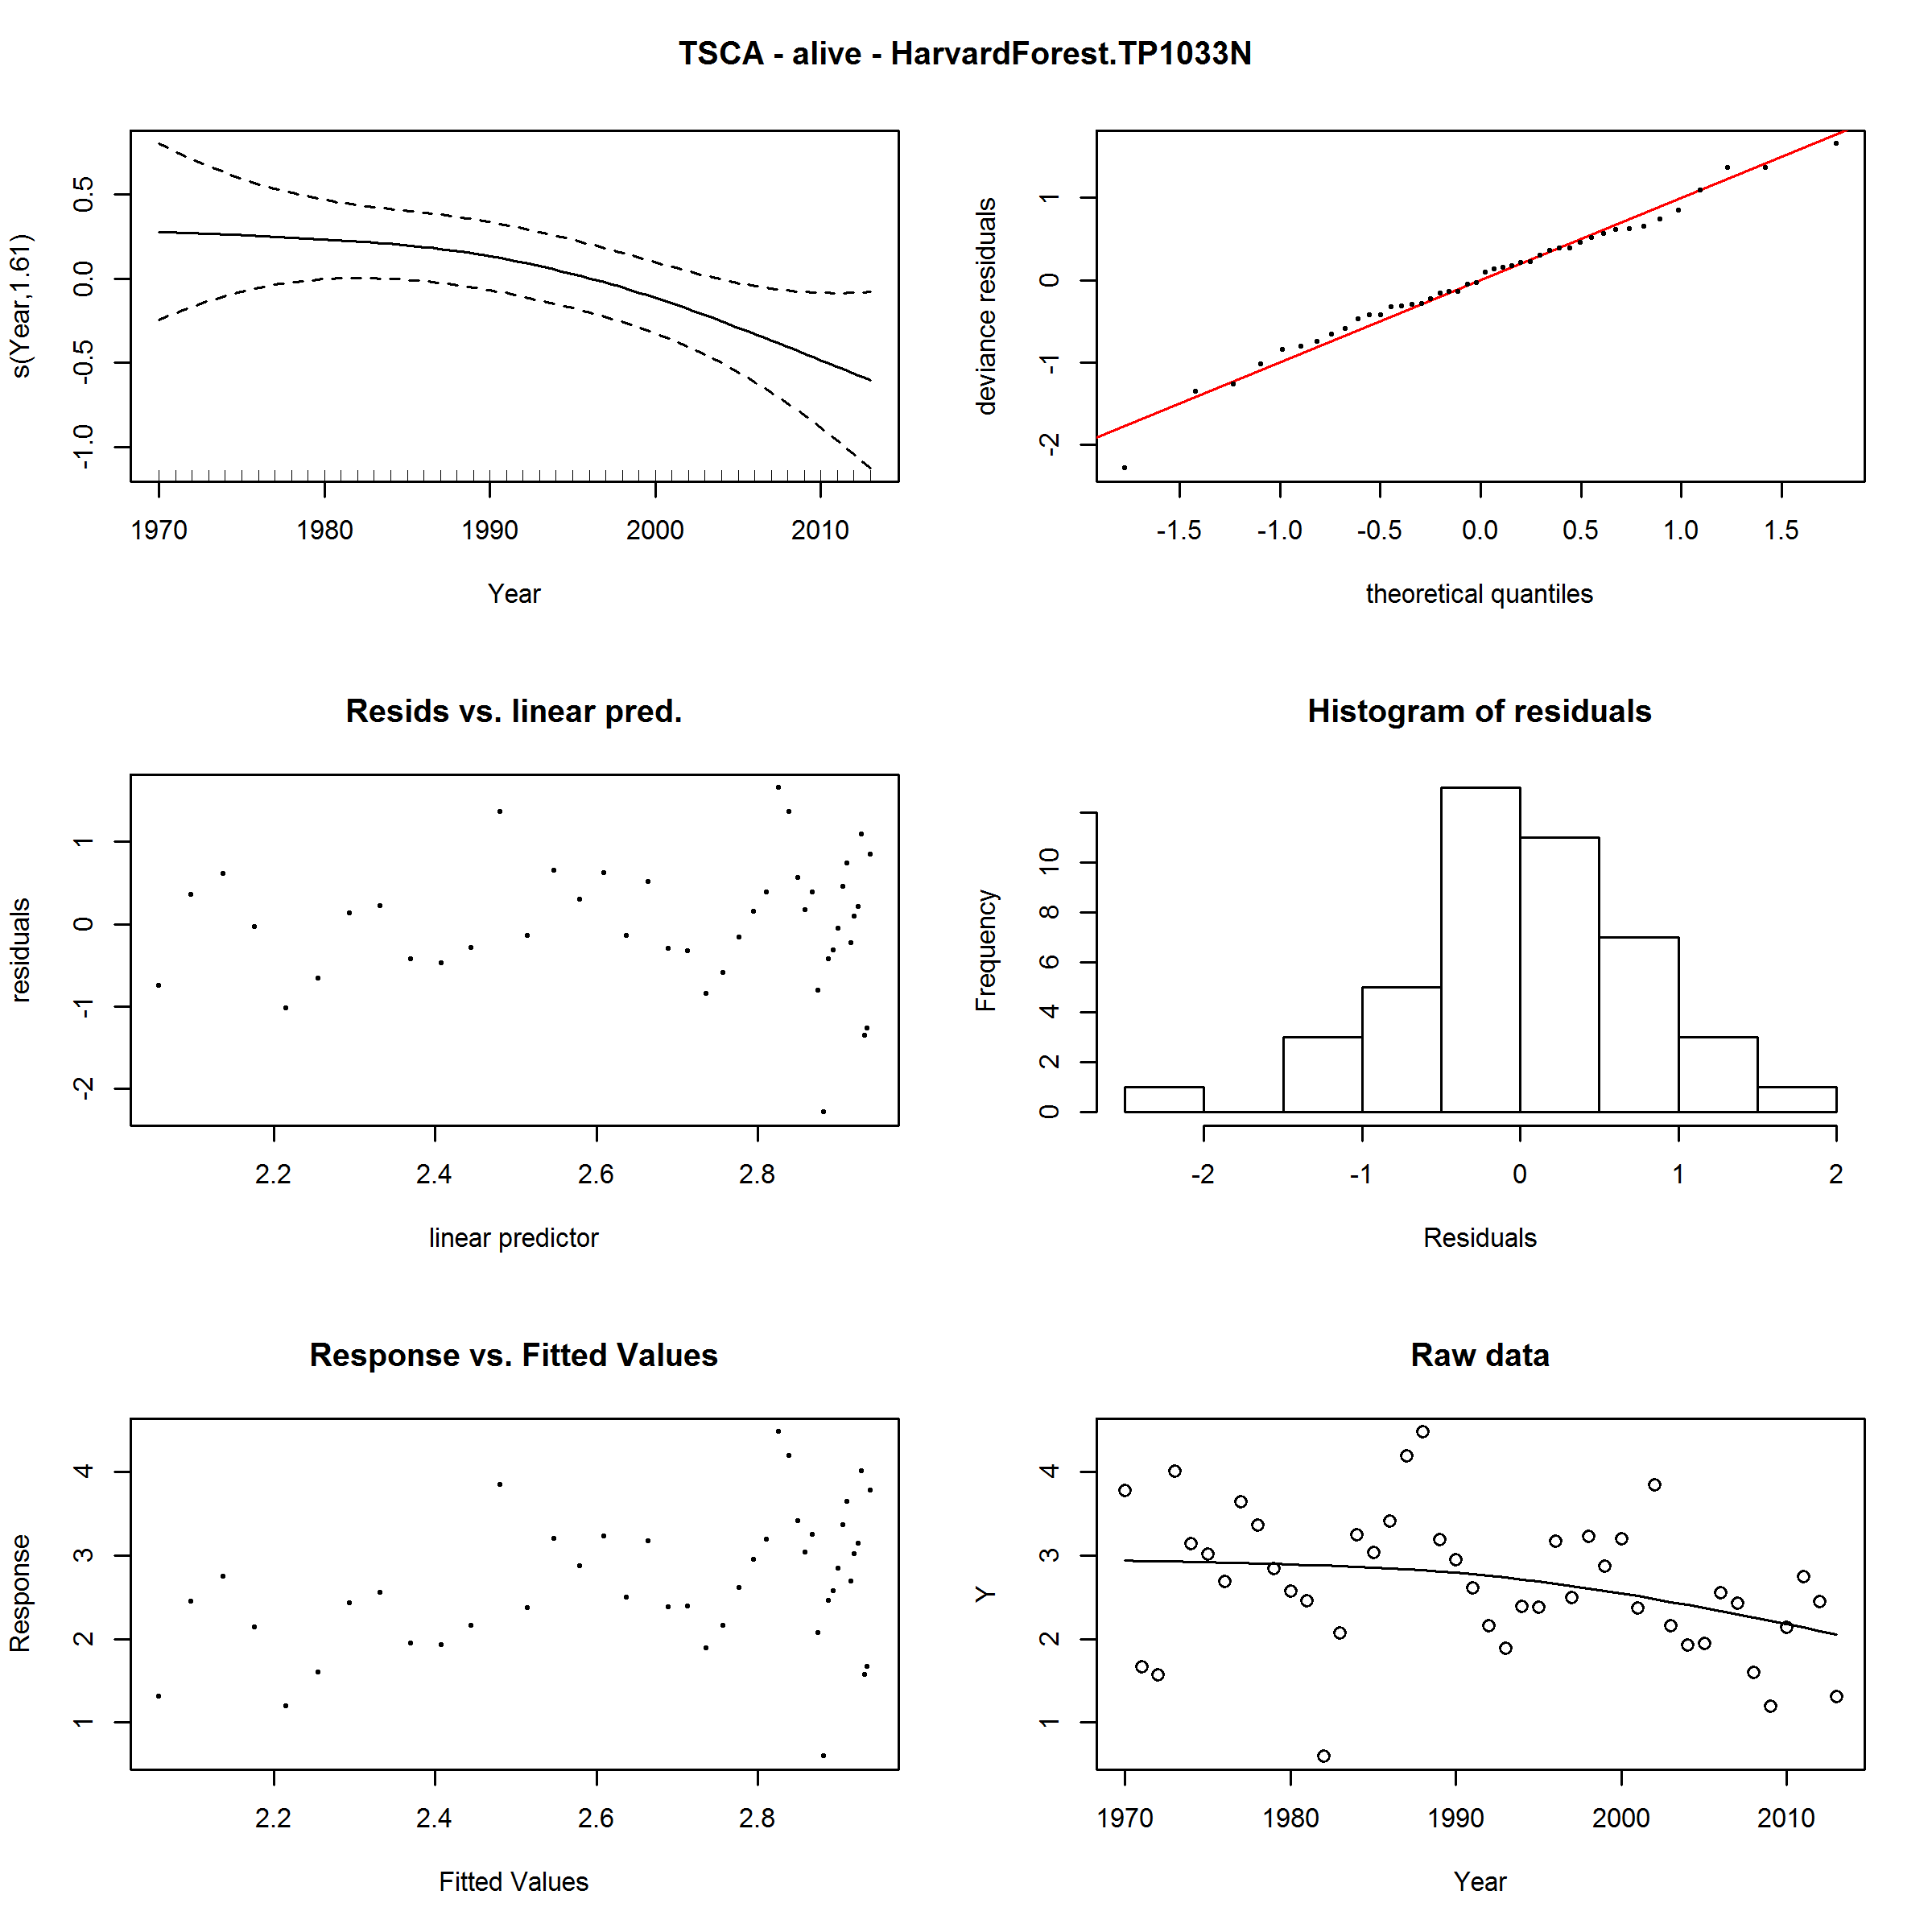 TSCA - alive - HarvardForest.TP1033N
s(Year,1.61)
0.5
0.0
-0.5
-1.0
1970 1980 1990 2000 2010
Year
deviance residuals
1
0
-1
-2
-1.5 -1.0 -0.5 0.0 0.5 1.0 1.5
theoretical quantiles
Resids vs. linear pred.
residuals
1
0
-1
-2
2.2 2.4 2.6 2.8
linear predictor
Histogram of residuals
Frequency
10
8
6
4
2
0
-2 -1 0 1 2
Residuals
Response vs. Fitted Values
Response
4
3
2
1
2.2 2.4 2.6 2.8
Fitted Values
Raw data
Y
4
3
2
1
1970 1980 1990 2000 2010
Year